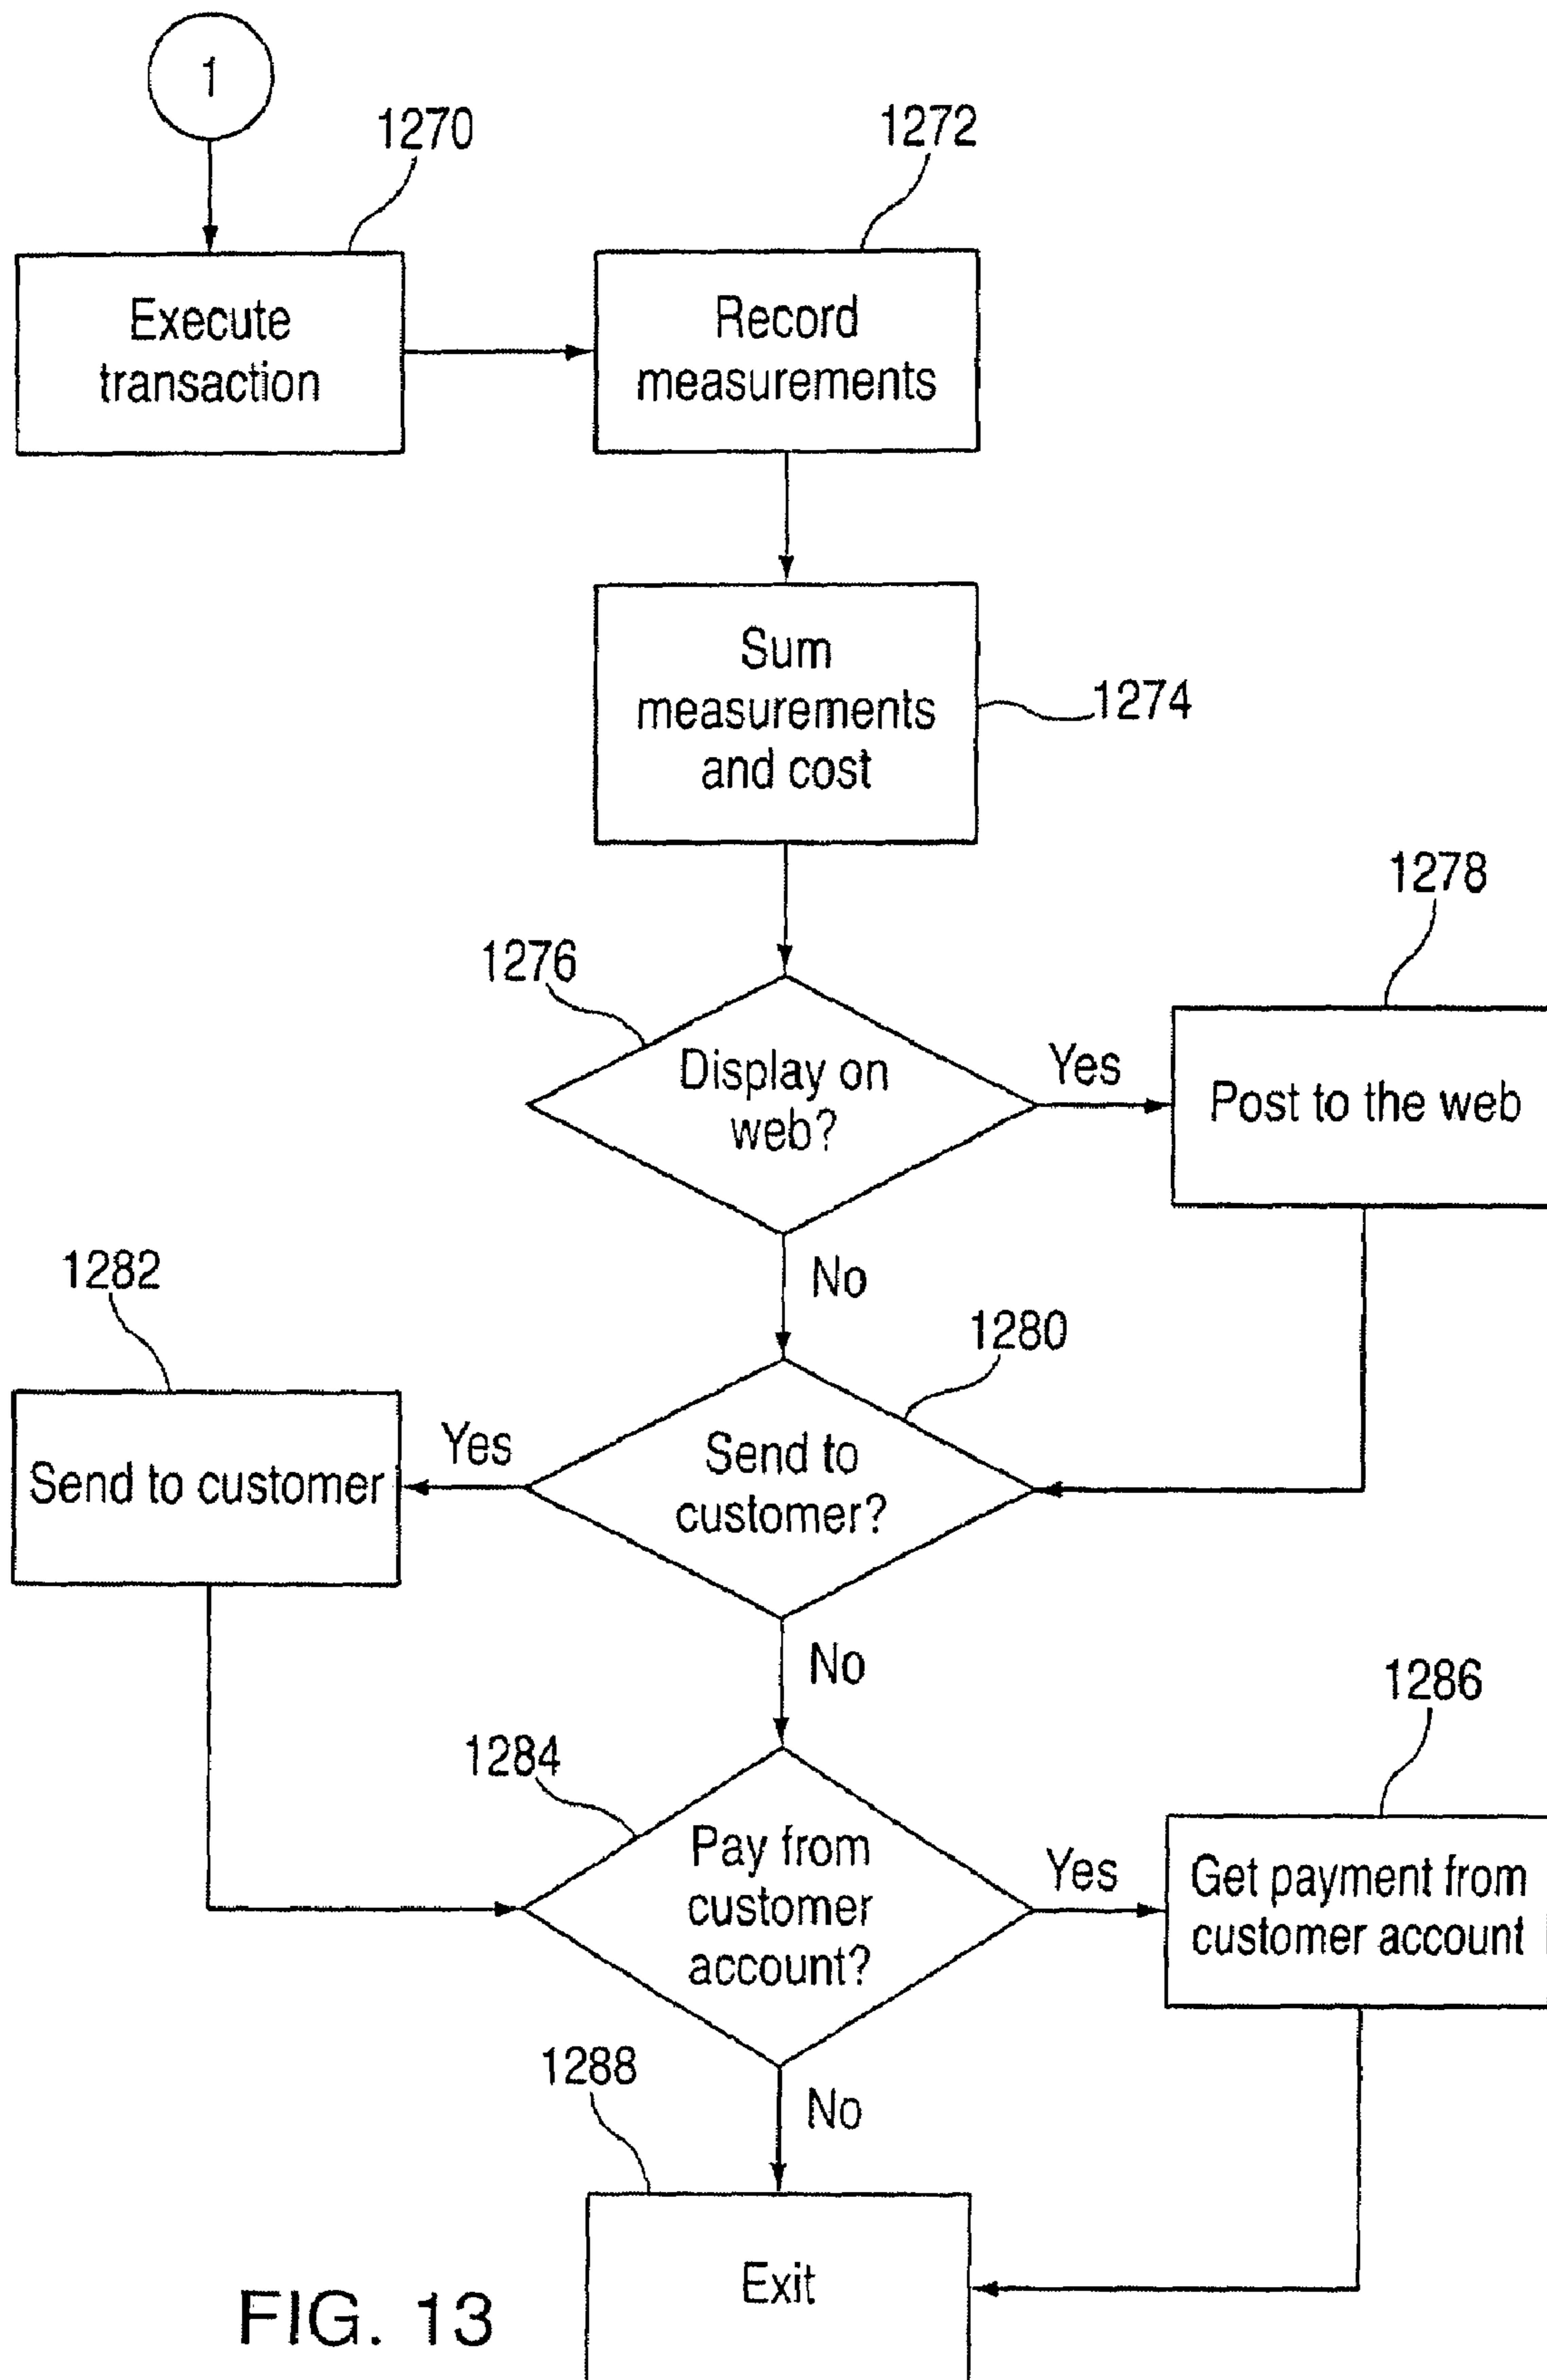 1
1270
1272
Execute
transaction
Record
measurements
Sum
measurements
and cost
1274
1278
1276
Display on
web?
Yes
Post to the web
No
1282
1280
Send to customer
Yes
Send to
customer?
No
1286
1284
Pay from
customer
account?
Yes
Get payment from
customer account
1288
No
Exit
FIG. 13